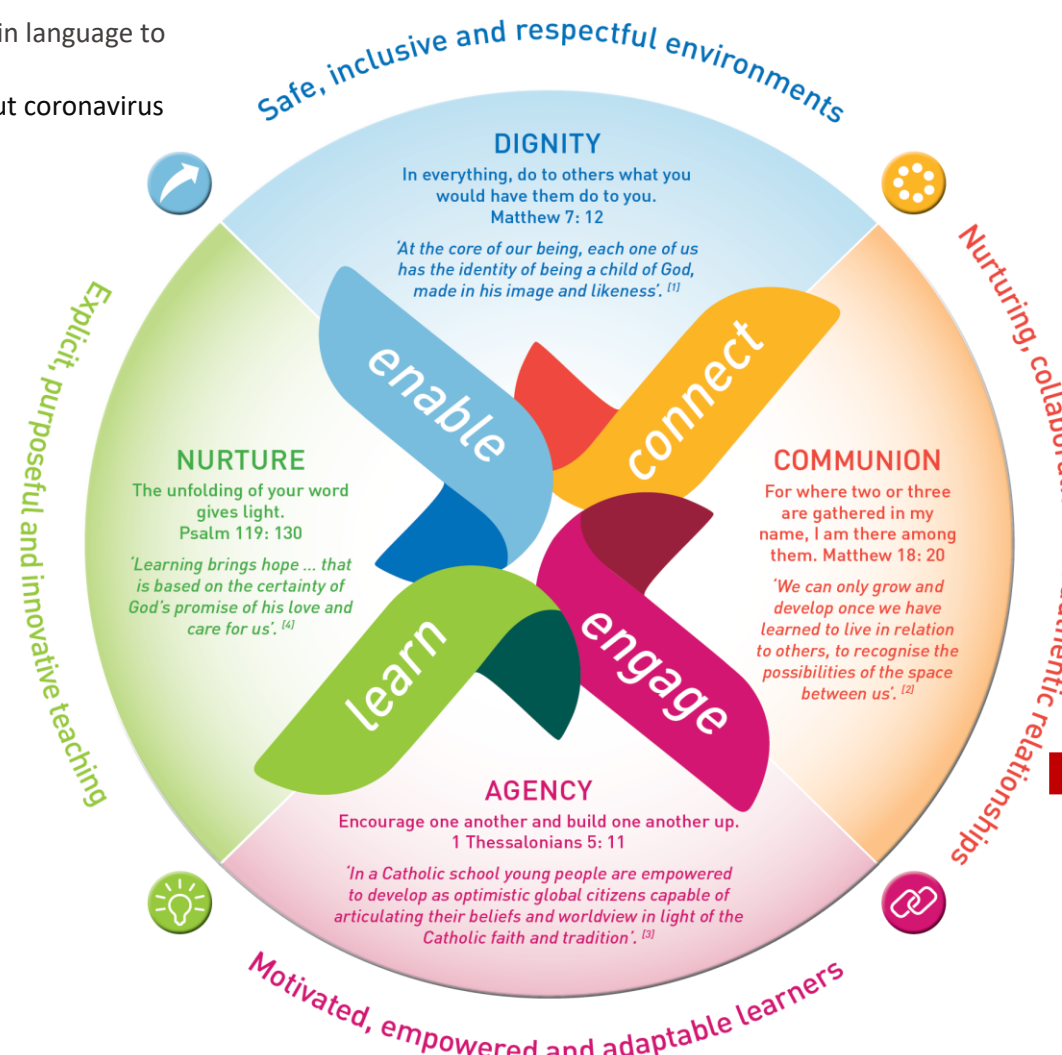 in language to
coronavirus
Safe, inclusive and respectful environments
DIGNITY
In everything, do to others what you
would have them do to you.
Matthew 7: 12
'At the core of our being, each one of us
has the identity of being a child of God,
made in his image and likeness'. [1]
enable
connect
Nurturing,
relationships
COMMUNION
For where two or three
are gathered in my
name, I am there among
them. Matthew 18: 20
'We can only grow and
develop once we have
learned to live in relation
to others, to recognise the
possibilities of the space
between us'. [2]
Explicit, purposeful and innovative teaching
NURTURE
The unfolding of your word
gives light.
Psalm 119: 130
'Learning brings hope ... that
is based on the certainty of
God's promise of his love and
care for us'. [4]
learn
engage
AGENCY
Encourage one another and build one another up.
1 Thessalonians 5: 11
'In a Catholic school young people are empowered
to develop as optimistic global citizens capable of
articulating their beliefs and worldview in light of the
Catholic faith and tradition'. [3]
Motivated, empowered and adaptable learners